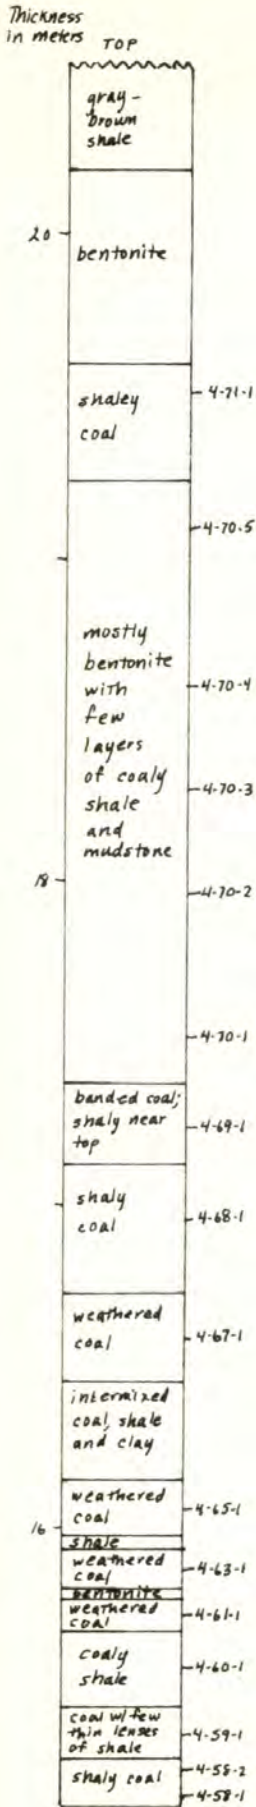 Thickness
in meters
TOP
gray-
brown
shale
20
bentonite
shaley
coal
4-71-1
4-70-5
mostly
bentonite
with
few
layers
of coaly
shale
and
mudstone
4-70-4
4-70-3
18
4-70-2
4-70-1
banded coal;
shaly near
top
4-69-1
shaly
coal
4-68-1
weathered
coal
4-67-1
intermixed
coal, shale
and clay
weathered
coal
4-65-1
16
shale
weathered
coal
4-63-1
bentonite
weathered
coal
4-61-1
coaly
shale
4-60-1
coal w/few
thin lenses
of shale
4-59-1
shaly coal
4-58-2
4-58-1